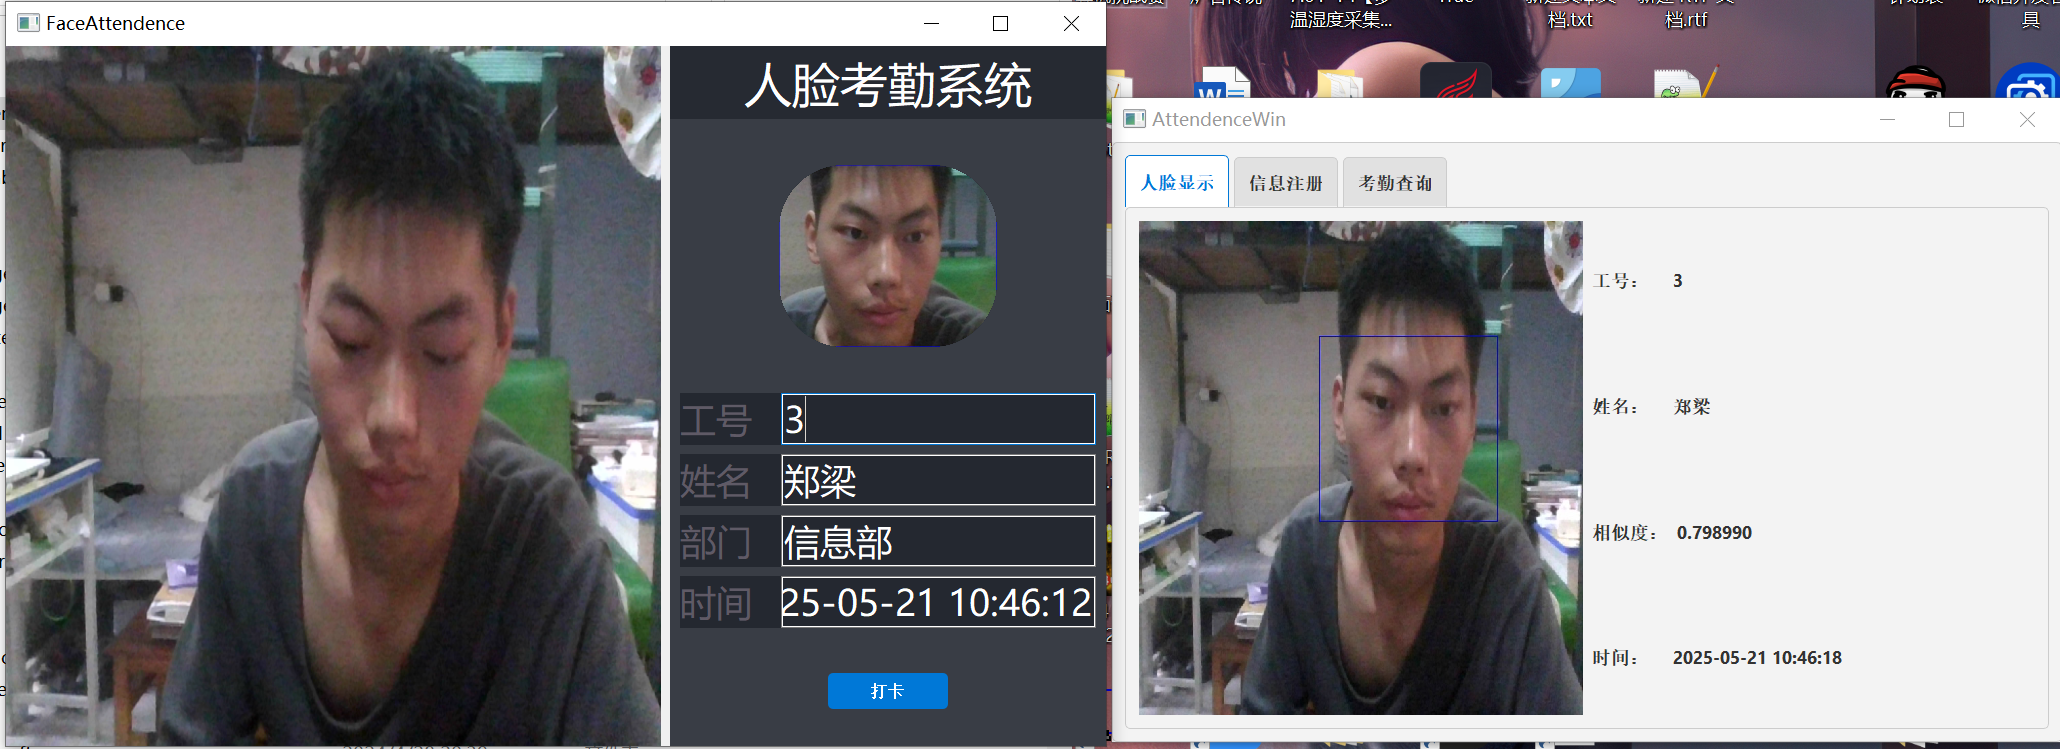 FaceAttendence
人脸考勤系统
工号 3
姓名 郑梁
部门 信息部
时间 25-05-21 10:46:12
打卡
温湿度采集...
档.txt
档.rtf
具
AttendenceWin
人脸显示 信息注册 考勤查询
工号： 3
姓名： 郑梁
相似度： 0.798990
时间： 2025-05-21 10:46:18